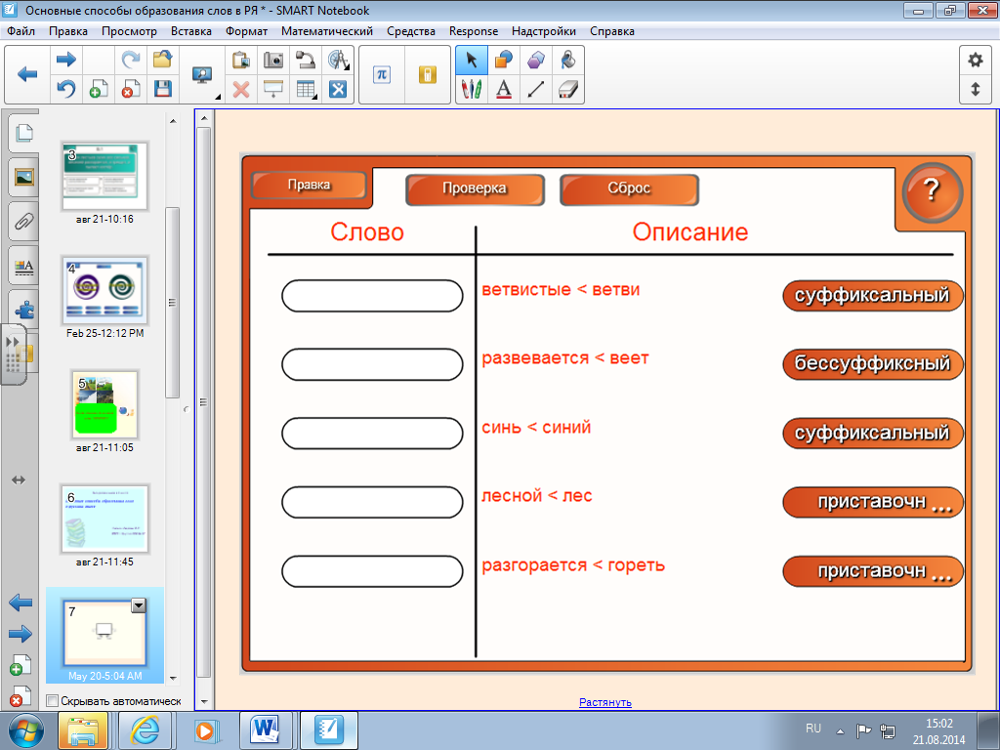 Основные способы образования слов в РЯ * - SMART Notebook
Файл Правка Просмотр Вставка Формат Математический Средства Response Надстройки Справка
π
A
3
авг 21-10:16
4
Feb 25-12:12 PM
5
авг 21-11:05
6
авг 21-11:45
7
May 20-5:04 AM
Скрывать автоматическ
Правка Проверка Сброс ?
Слово Описание
ветвистые < ветви суффиксальный
развевается < веет бессуффиксный
синь < синий суффиксальный
лесной < лес приставочн ...
разгорается < гореть приставочн ...
Растянуть
RU 15:02
21.08.2014